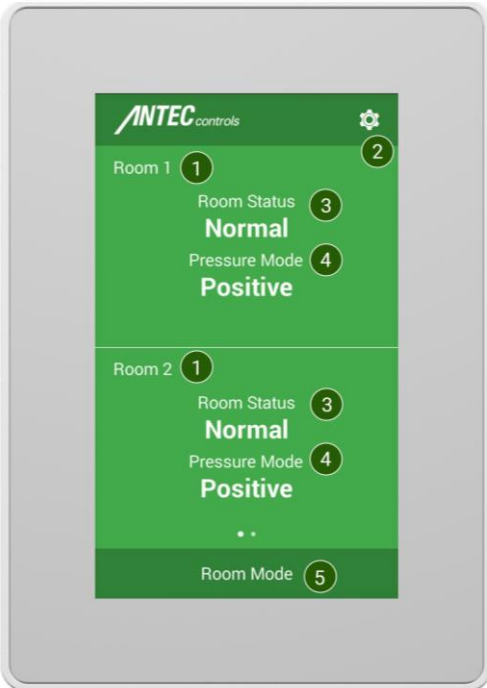 ANTEC controls
2
Room 1 1
Room Status 3
Normal
Pressure Mode 4
Positive
Room 2 1
Room Status 3
Normal
Pressure Mode 4
Positive
Room Mode 5